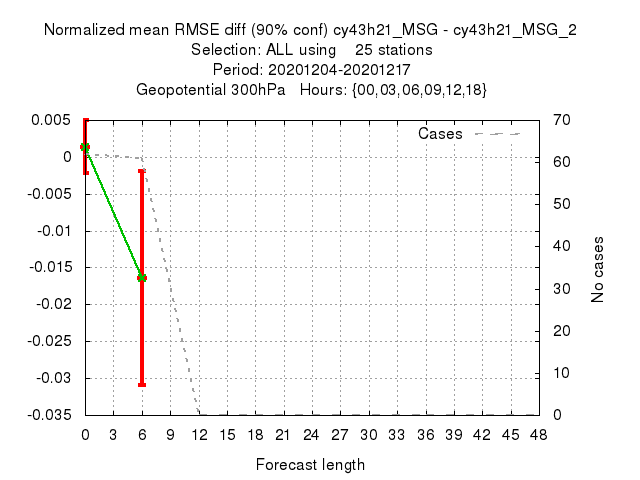 Normalized mean RMSE diff (90% conf) cy43h21_MSG - cy43h21_MSG_2
Selection: ALL using    25 stations
Period: 20201204-20201217
Geopotential 300hPa   Hours: {00,03,06,09,12,18}
Cases
0.005
0
-0.005
-0.01
-0.015
-0.02
-0.025
-0.03
-0.035
70
60
50
40
30
20
10
0
No cases
0 3 6 9 12 15 18 21 24 27 30 33 36 39 42 45 48
Forecast length